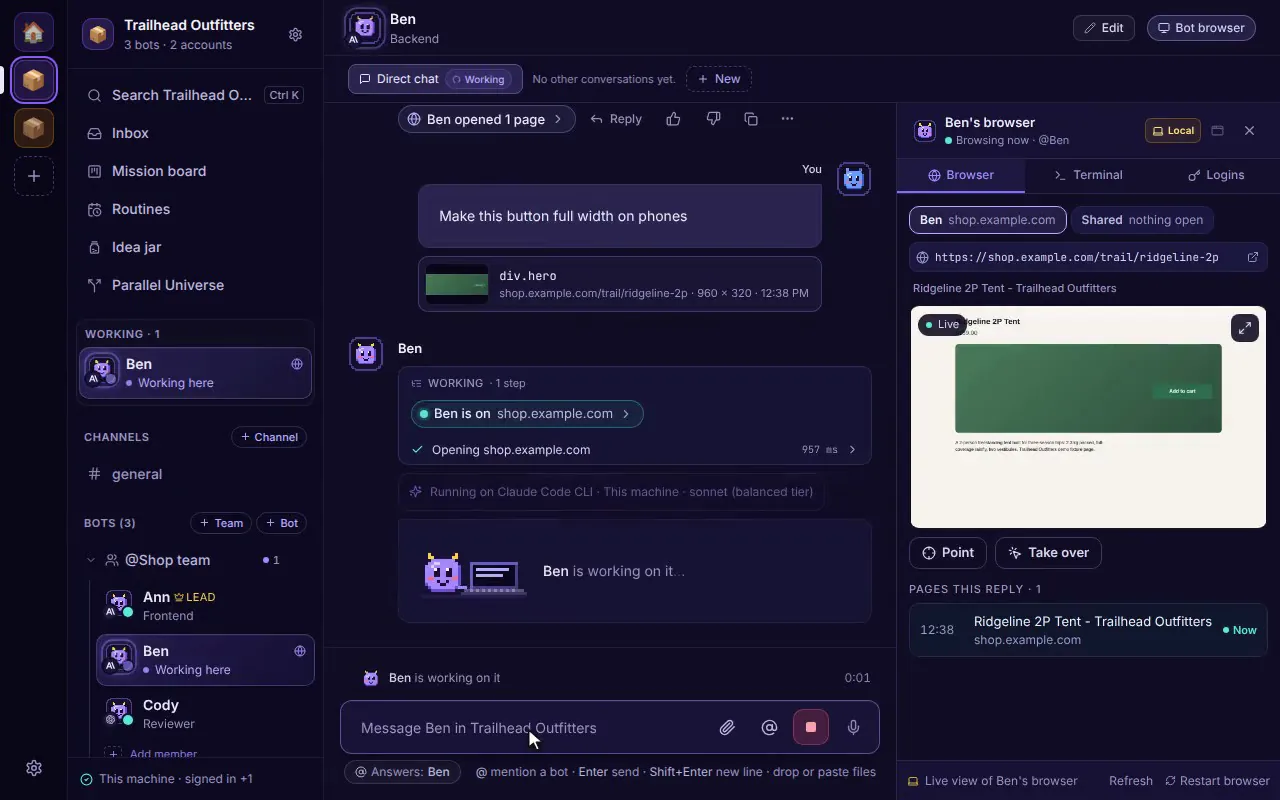 Trailhead Outfitters
3 bots · 2 accounts
Search Trailhead O... Ctrl K
Inbox
Mission board
Routines
Idea jar
Parallel Universe
WORKING · 1
Ben
Working here
CHANNELS
+ Channel
# general
BOTS (3)
+ Team
+ Bot
@Shop team
1
Ann LEAD
Frontend
Ben
Working here
Cody
Reviewer
Add member
This machine · signed in +1
Ben
Backend
Edit
Bot browser
Direct chat
Working
No other conversations yet.
+ New
Ben opened 1 page
Reply
You
Make this button full width on phones
div.hero
shop.example.com/trail/ridgeline-2p · 960 × 320 · 12:38 PM
Ben
WORKING · 1 step
Ben is on shop.example.com
Opening shop.example.com
957 ms
Running on Claude Code CLI · This machine · sonnet (balanced tier)
Ben is working on it...
Ben is working on it
0:01
Message Ben in Trailhead Outfitters
@ Answers: Ben
@ mention a bot · Enter send · Shift+Enter new line · drop or paste files
Ben's browser
Browsing now · @Ben
Local
Browser
Terminal
Logins
Ben shop.example.com
Shared nothing open
https://shop.example.com/trail/ridgeline-2p
Ridgeline 2P Tent - Trailhead Outfitters
Live
2P Tent
Add to cart
Point
Take over
PAGES THIS REPLY · 1
12:38
Ridgeline 2P Tent - Trailhead Outfitters
shop.example.com
Now
Live view of Ben's browser
Refresh
Restart browser